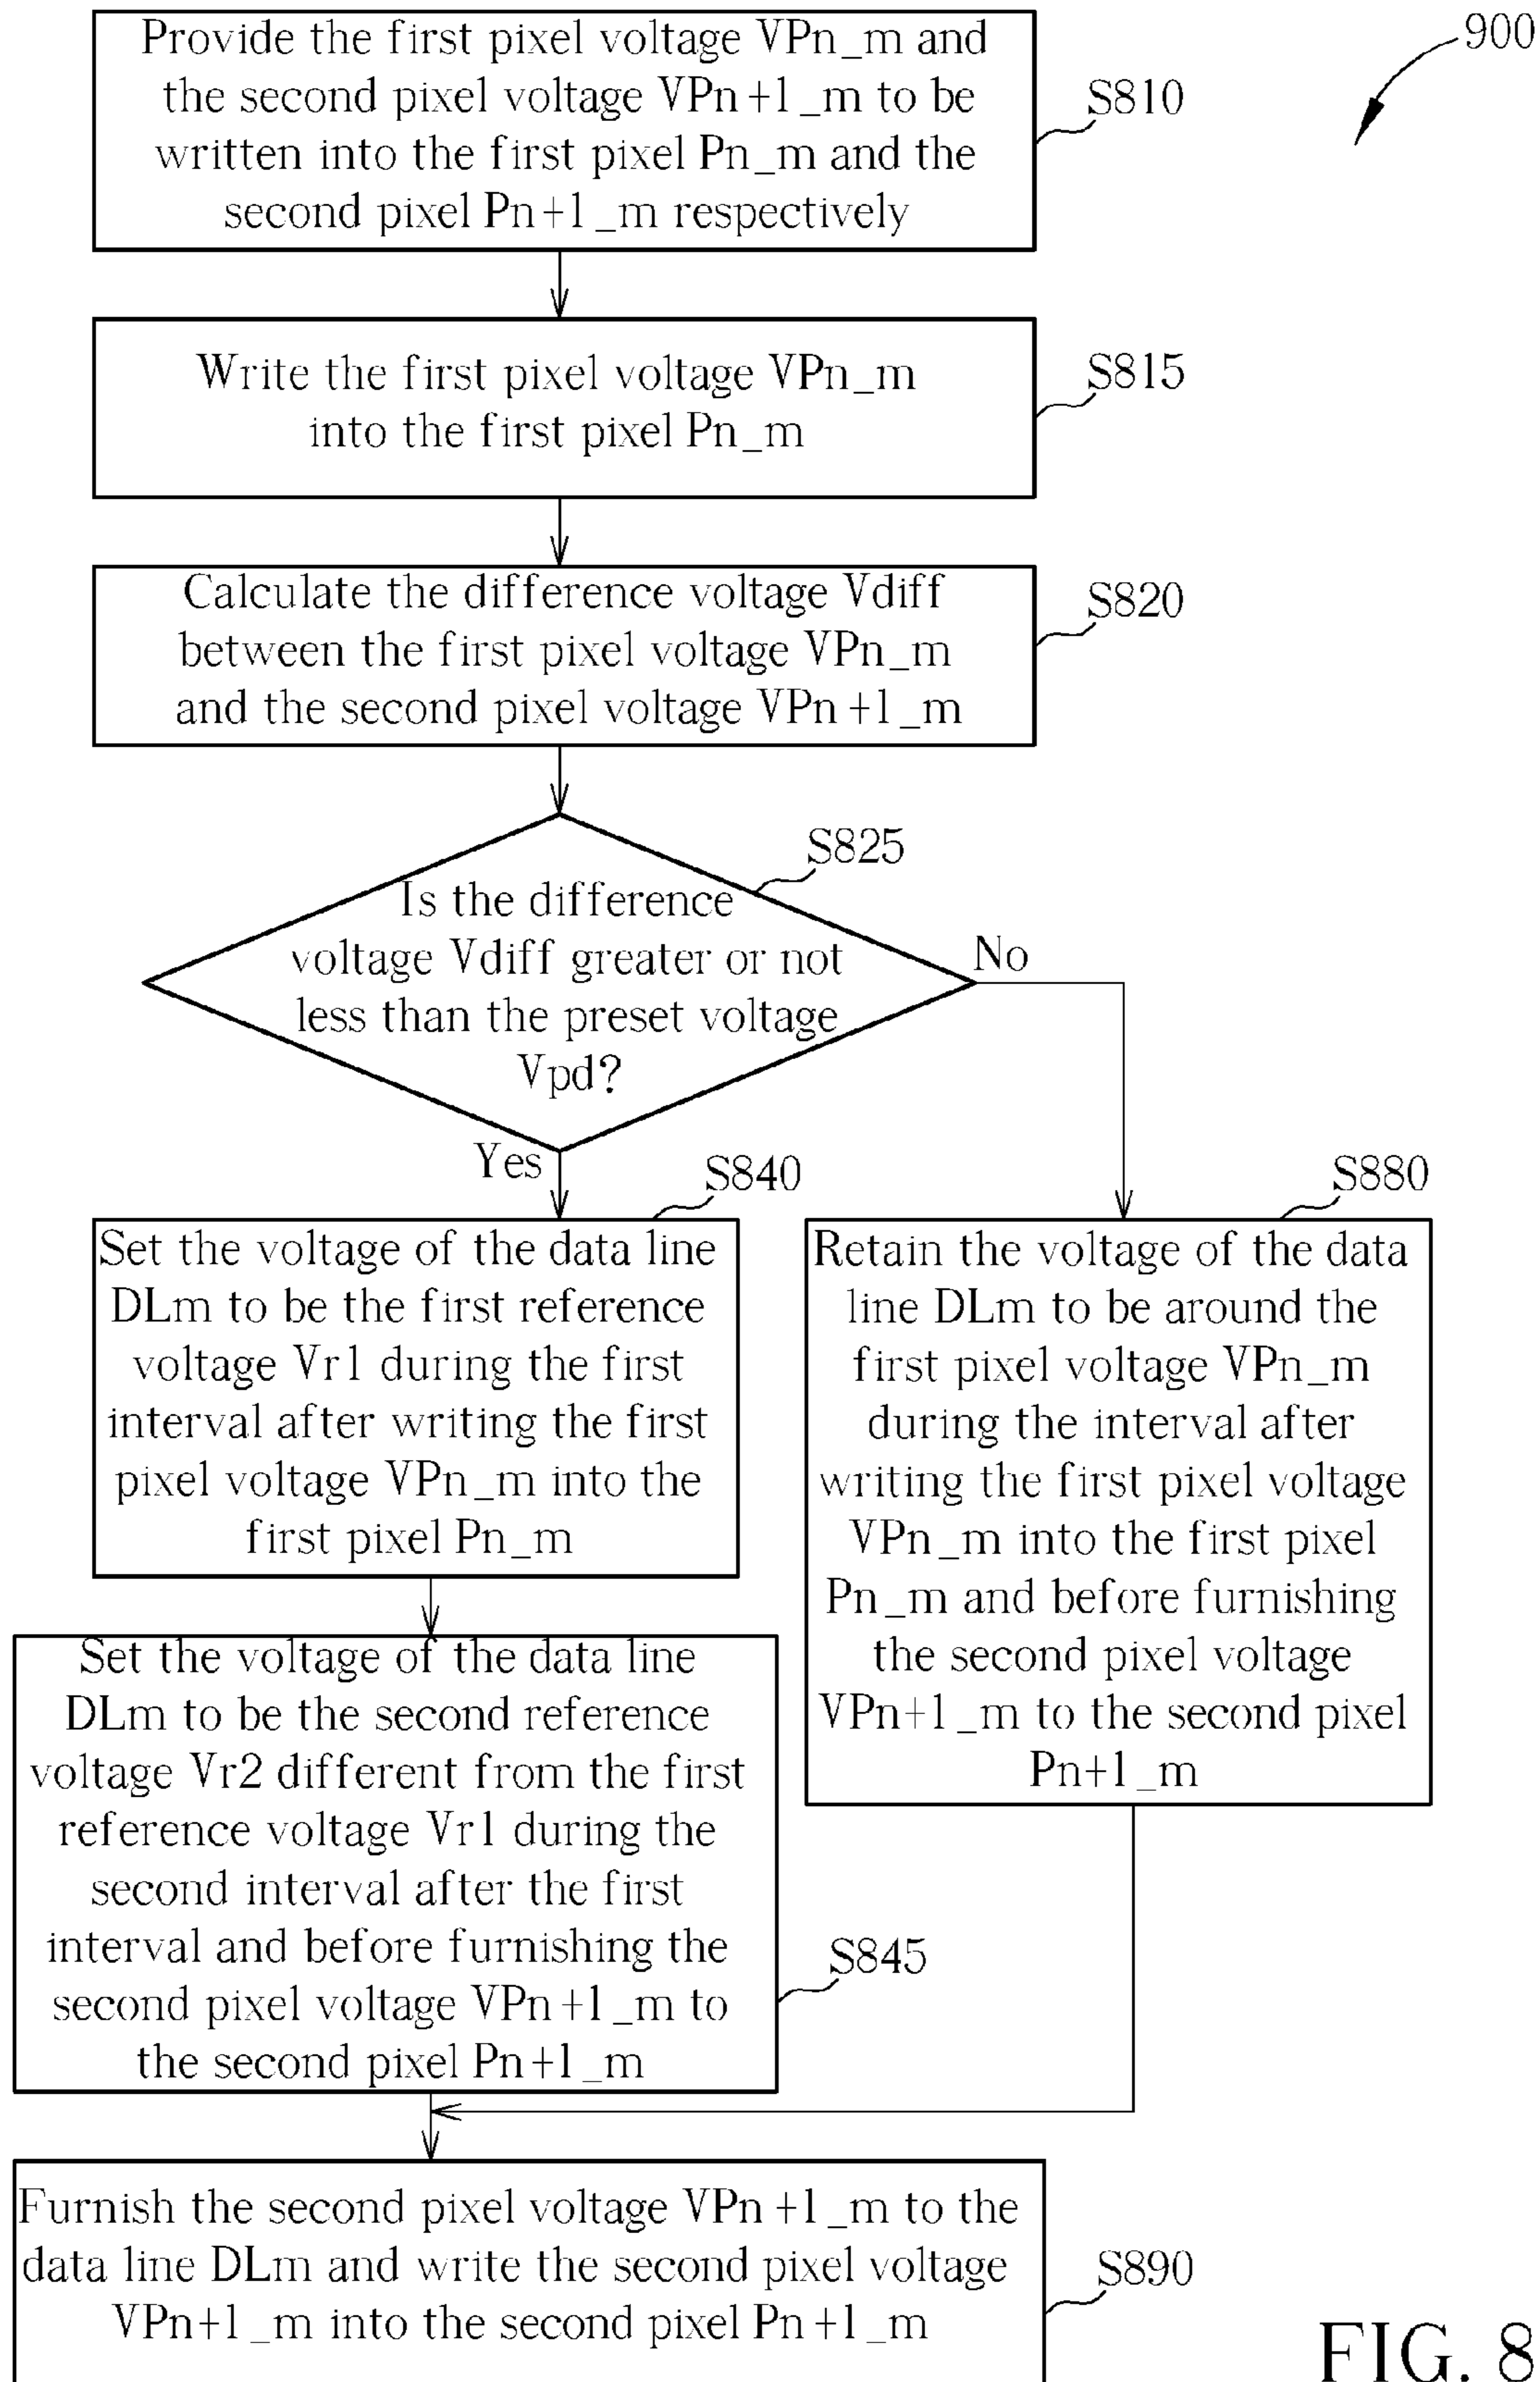 900
Provide the first pixel voltage VPn_m and
the second pixel voltage VPn+1_m to be
written into the first pixel Pn_m and the
second pixel Pn+1_m respectively
S810
Write the first pixel voltage VPn_m
into the first pixel Pn_m
S815
Calculate the difference voltage Vdiff
between the first pixel voltage VPn_m
and the second pixel voltage VPn+1_m
S820
S825
Is the difference
voltage Vdiff greater or not
less than the preset voltage
Vpd?
No
Yes
S840
Set the voltage of the data line
DLm to be the first reference
voltage Vr1 during the first
interval after writing the first
pixel voltage VPn_m into the
first pixel Pn_m
S880
Retain the voltage of the data
line DLm to be around the
first pixel voltage VPn_m
during the interval after
writing the first pixel voltage
VPn_m into the first pixel
Pn_m and before furnishing
the second pixel voltage
VPn+1_m to the second pixel
Pn+1_m
Set the voltage of the data line
DLm to be the second reference
voltage Vr2 different from the first
reference voltage Vr1 during the
second interval after the first
interval and before furnishing the
second pixel voltage VPn+1_m to
the second pixel Pn+1_m
S845
Furnish the second pixel voltage VPn+1_m to the
data line DLm and write the second pixel voltage
VPn+1_m into the second pixel Pn+1_m
S890
FIG. 8